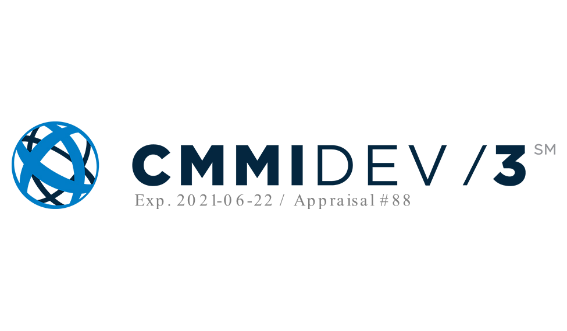 CMMIDEV/3 SM
Exp. 2021-06-22 / Appraisal #88